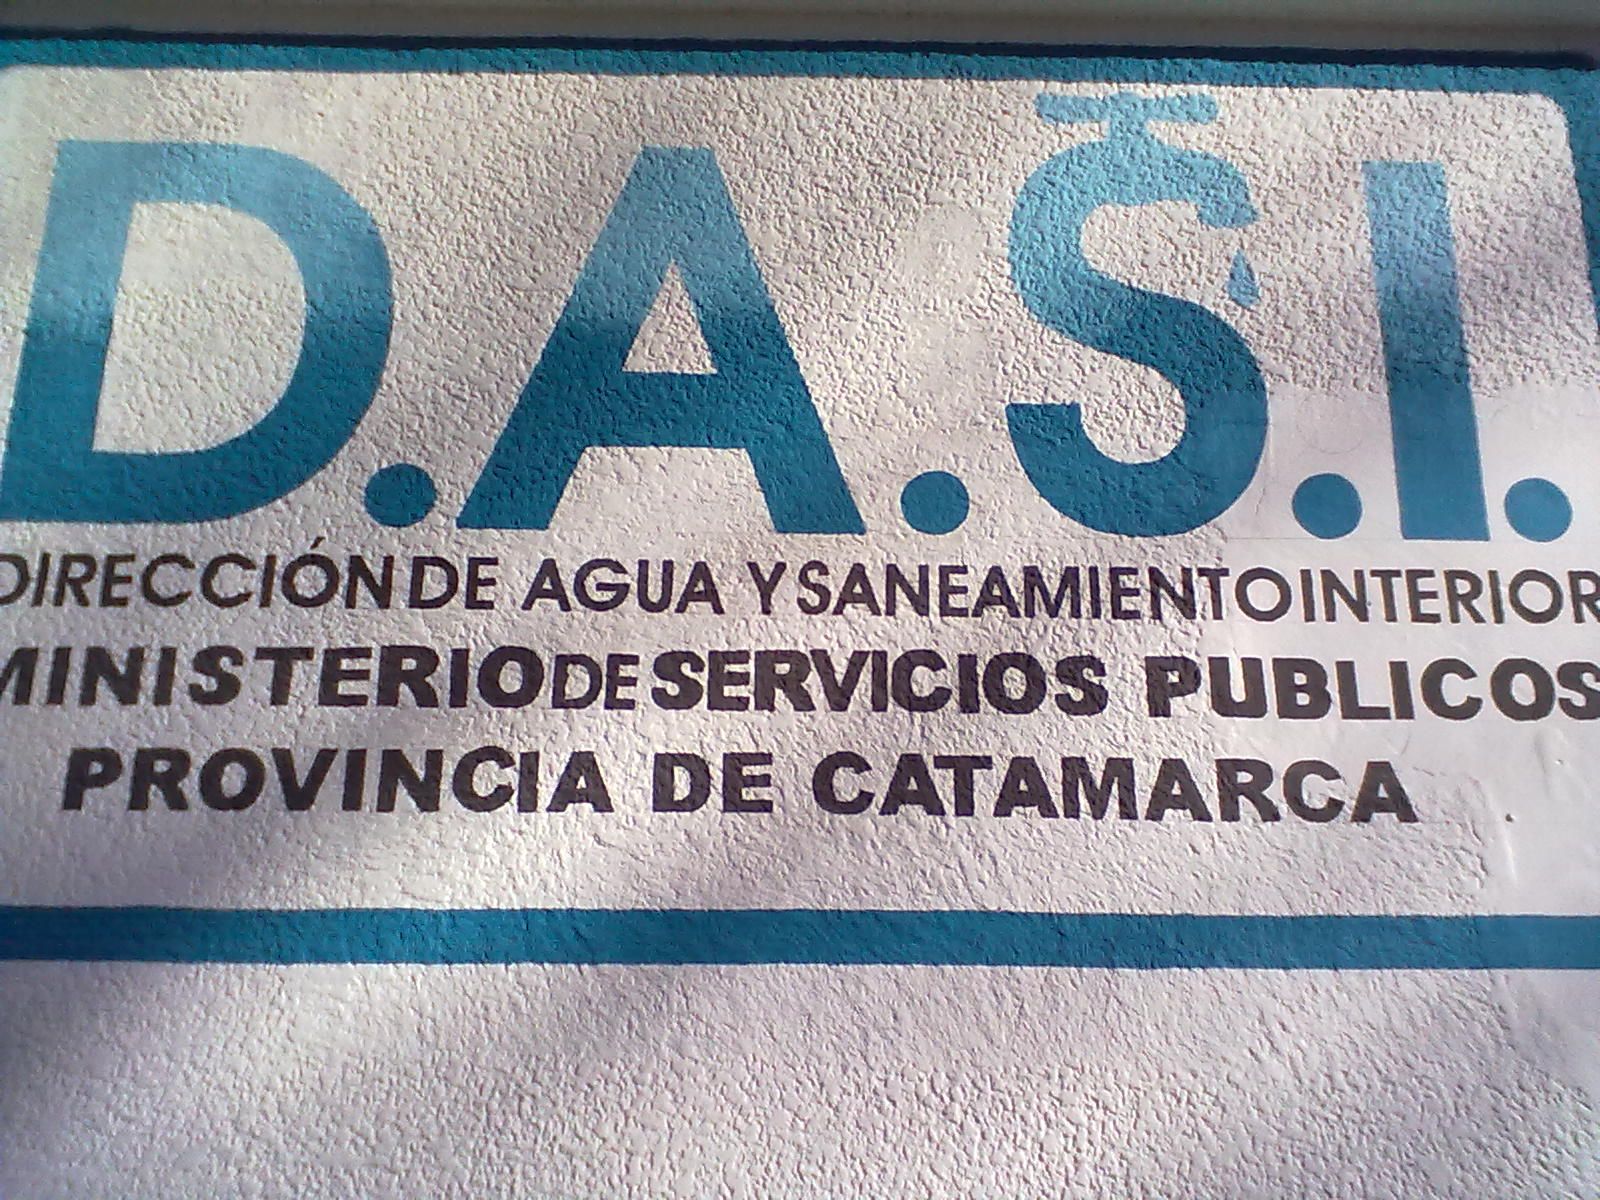 D.A.S.I.
DIRECCIÓN DE AGUA Y SANEAMIENTO INTERIOR
MINISTERIO DE SERVICIOS PUBLICOS
PROVINCIA DE CATAMARCA